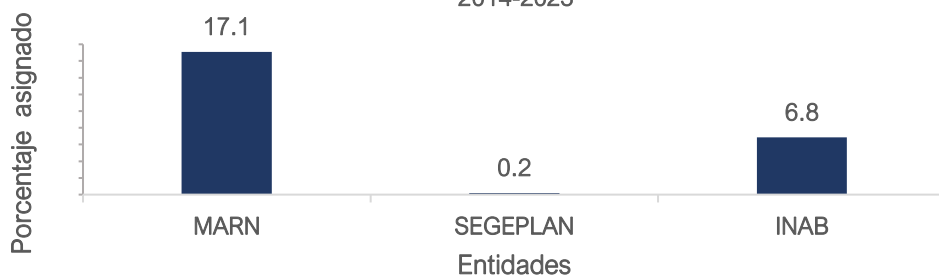 2014-2023
17.1
6.8
0.2
Porcentaje asignado
MARN
SEGEPLAN
INAB
Entidades